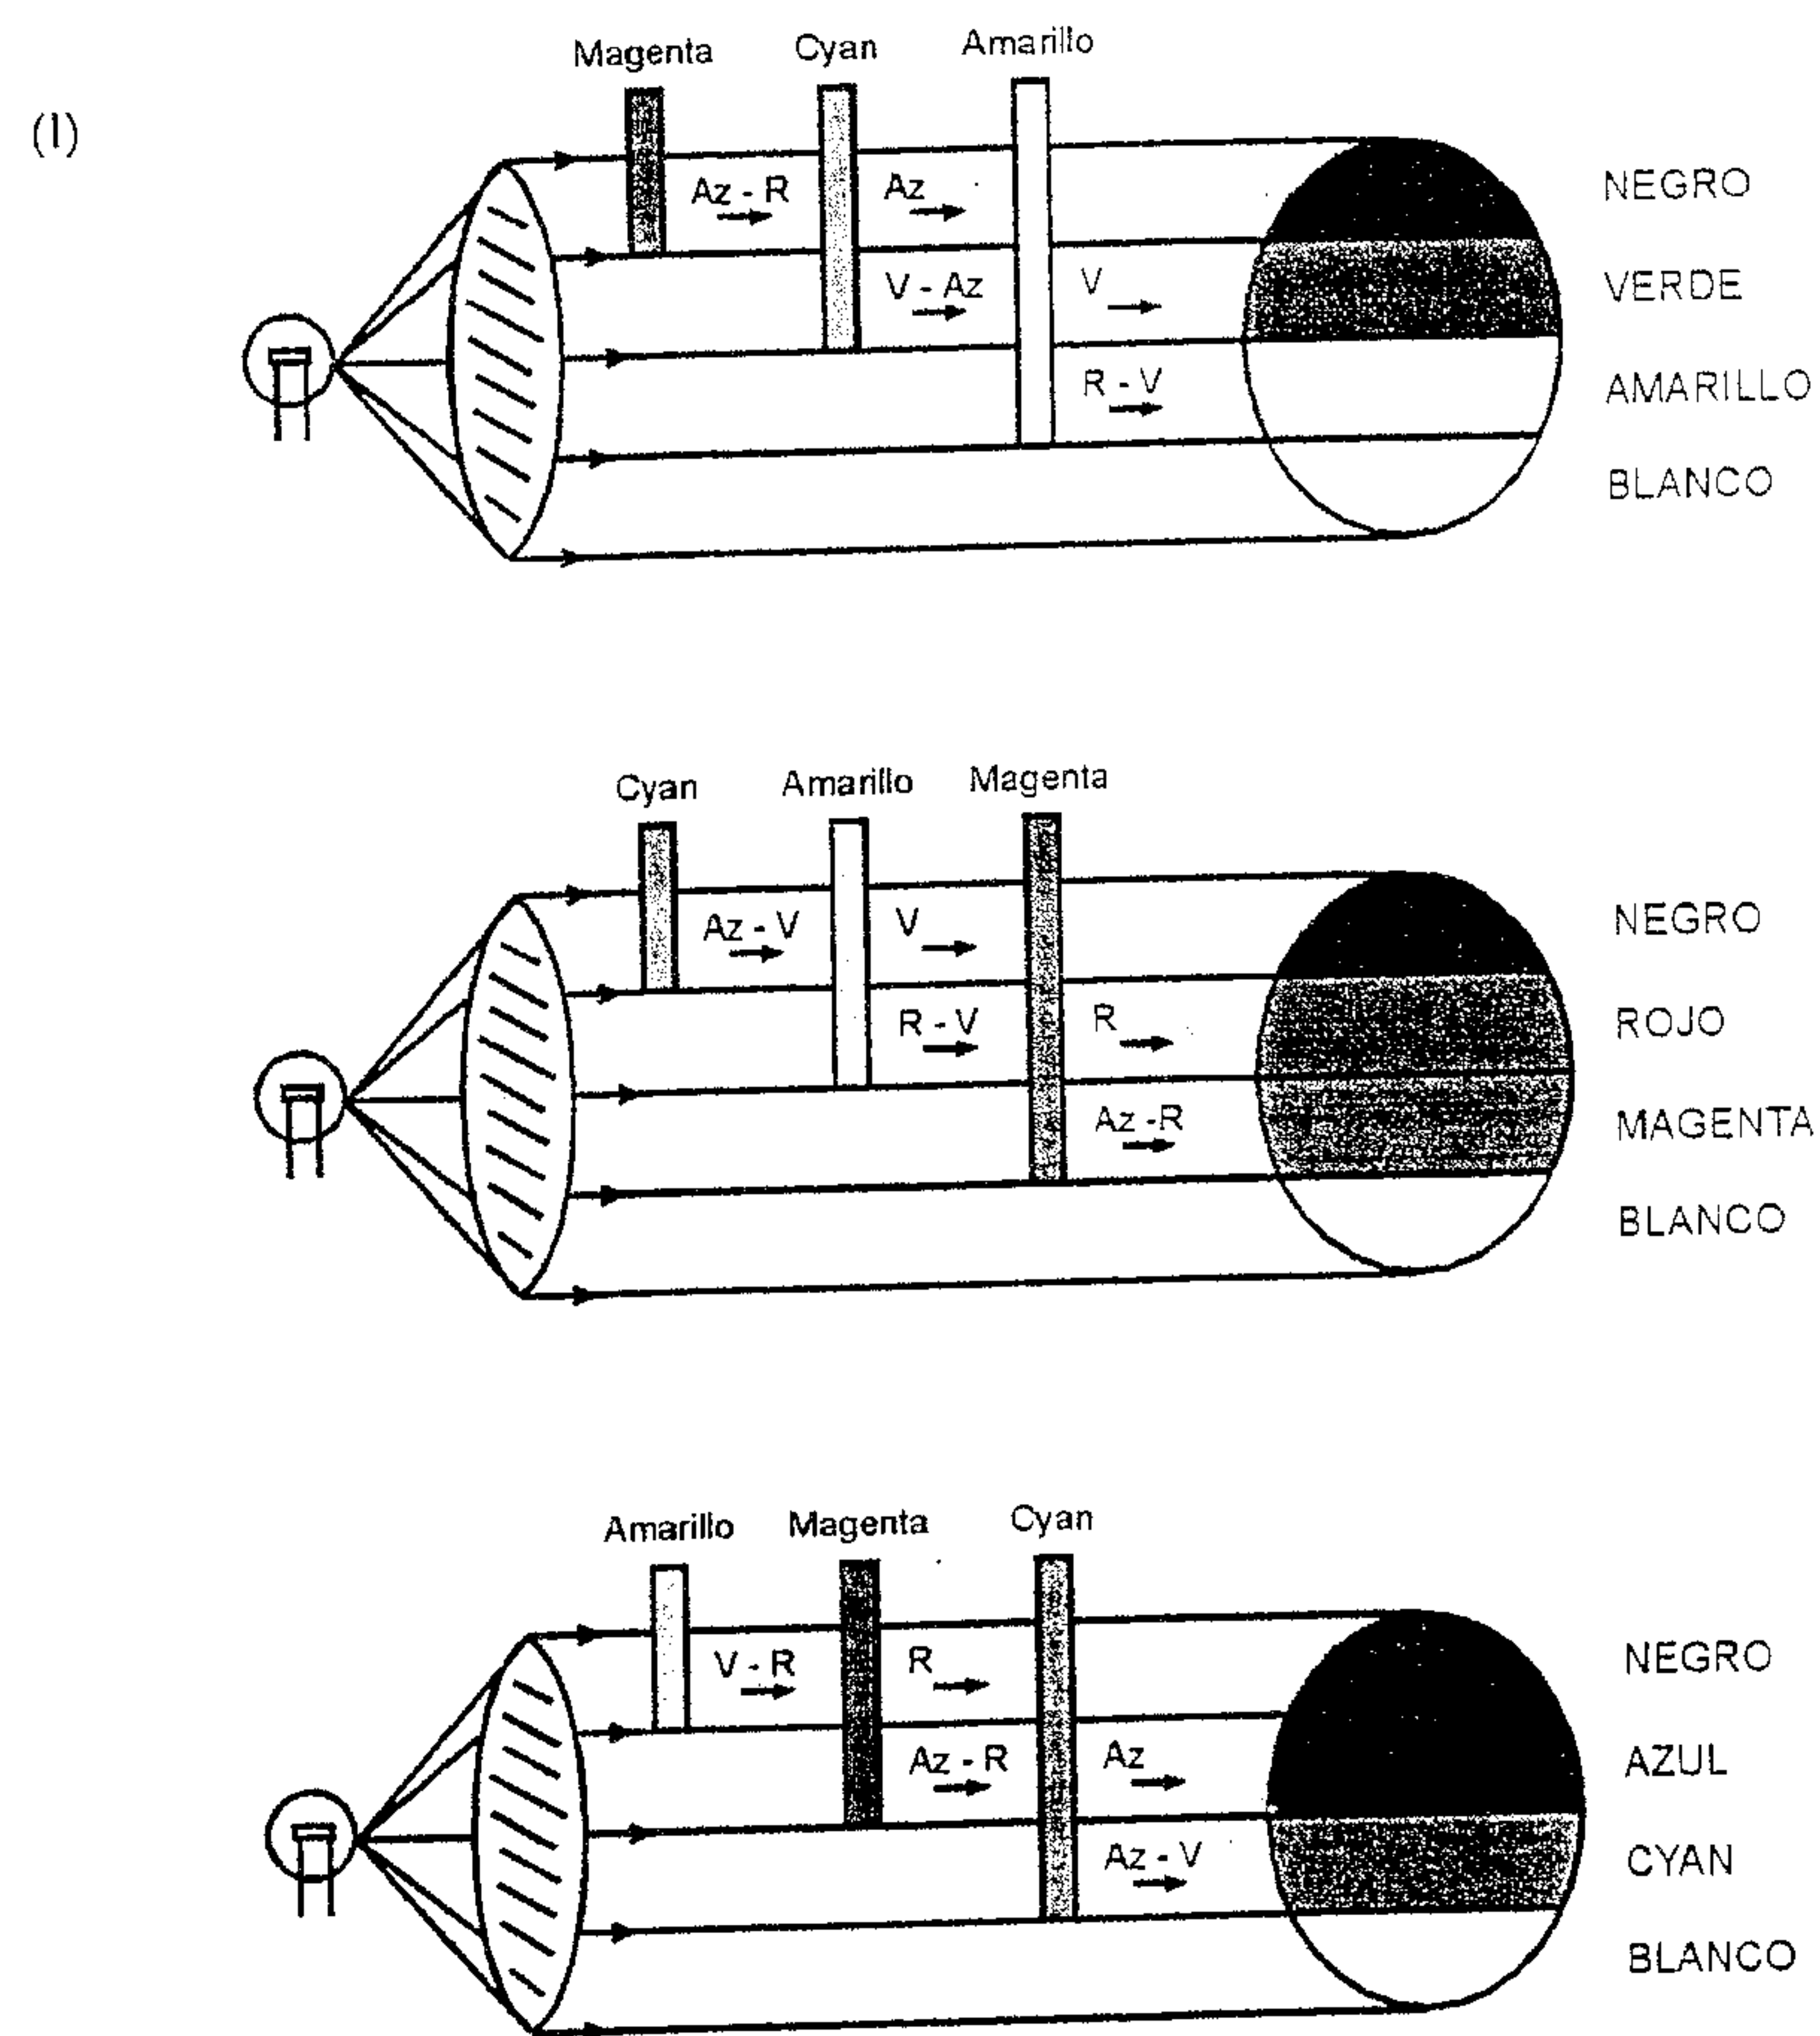 (I)
Magenta Cyan Amarillo
Az - R Az NEGRO
V - Az V VERDE
R - V AMARILLO
BLANCO
Cyan Amarillo Magenta
Az - V V NEGRO
R - V R ROJO
Az - R MAGENTA
BLANCO
Amarillo Magenta Cyan
V - R R NEGRO
Az - R Az AZUL
Az - V CYAN
BLANCO